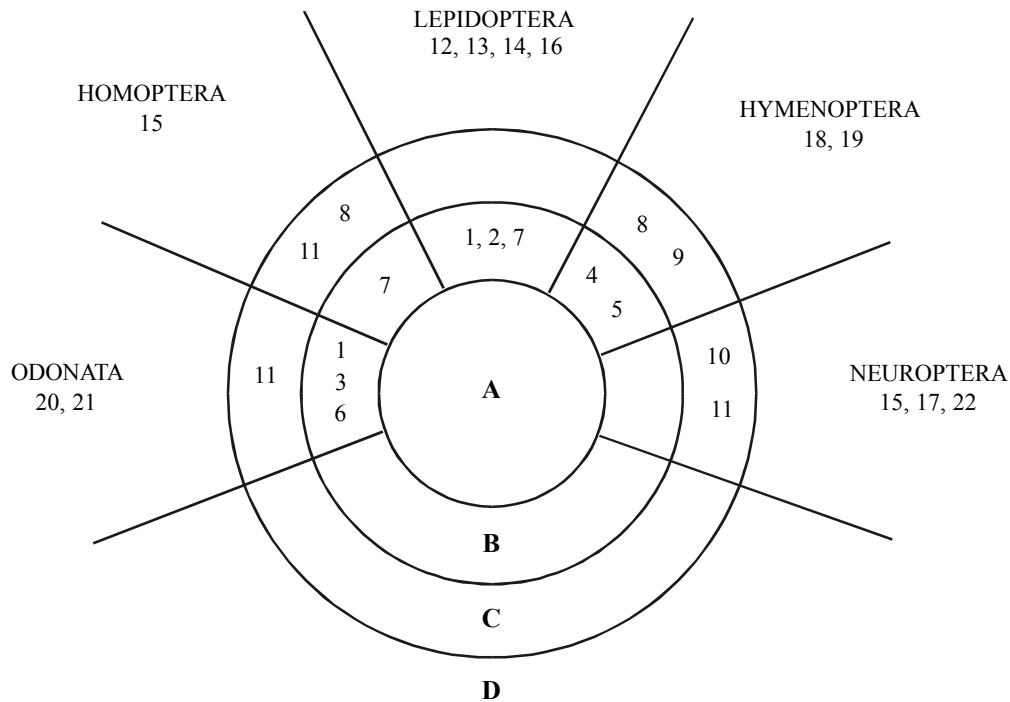 LEPIDOPTERA
12, 13, 14, 16
HOMOPTERA
15
HYMENOPTERA
18, 19
8
11
7
1, 2, 7
8
9
4
5
ODONATA
20, 21
11
1
3
6
A
10
11
NEUROPTERA
15, 17, 22
B
C
D